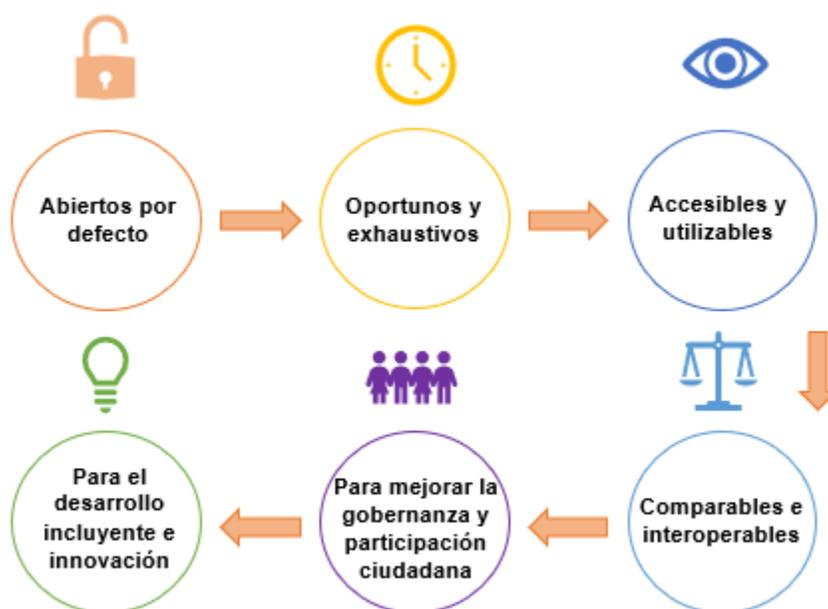 Abiertos por
defecto
Oportunos y
exhaustivos
Accesibles y
utilizables
Comparables e
interoperables
Para mejorar la
gobernanza y
participación
ciudadana
Para el
desarrollo
incluyente e
innovación